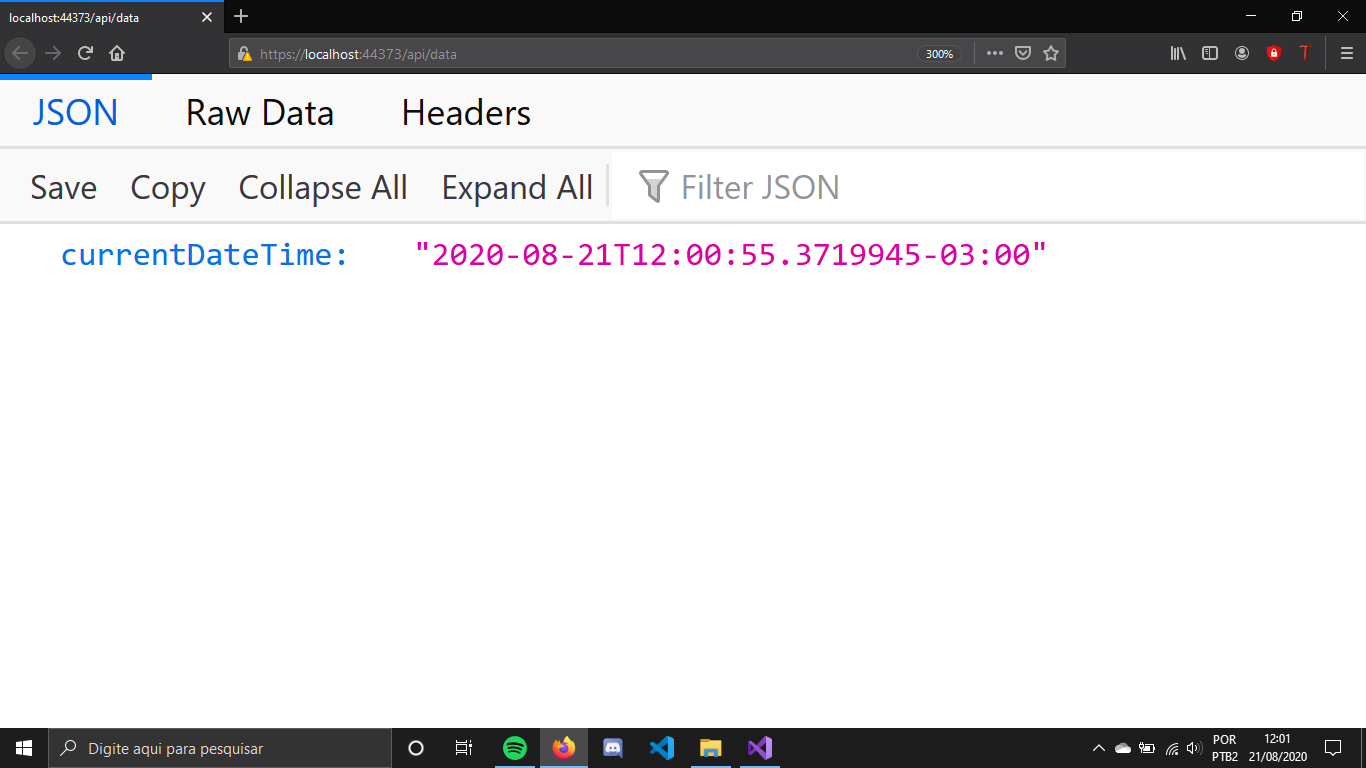 localhost:44373/api/data
https://localhost:44373/api/data 300%
JSON Raw Data Headers
Save Copy Collapse All Expand All Filter JSON
currentDateTime: "2020-08-21T12:00:55.3719945-03:00"
Digite aqui para pesquisar
POR 12:01
PTB2 21/08/2020